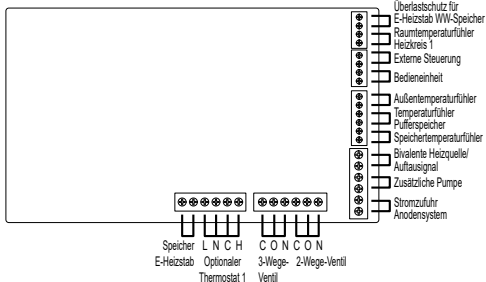 Überlastschutz für
E-Heizstab WW-Speicher
Raumtemperaturfühler
Heizkreis 1
Externe Steuerung
Bedieneinheit
Außentemperaturfühler
Temperaturfühler
Pufferspeicher
Speichertemperaturfühler
Bivalente Heizquelle/
Auftausignal
Zusätzliche Pumpe
Stromzufuhr
Anodensystem
Speicher L N C H C O N C O N
E-Heizstab Optionaler 3-Wege- 2-Wege-Ventil
Thermostat 1 Ventil